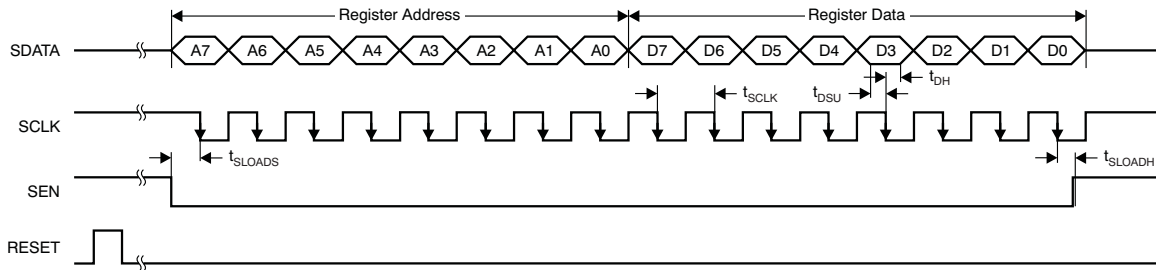 Register Address Register Data
SDATA A7 A6 A5 A4 A3 A2 A1 A0 D7 D6 D5 D4 D3 D2 D1 D0
tSCLK tDSU tDH
SCLK
tSLOADS tSLOADH
SEN
RESET